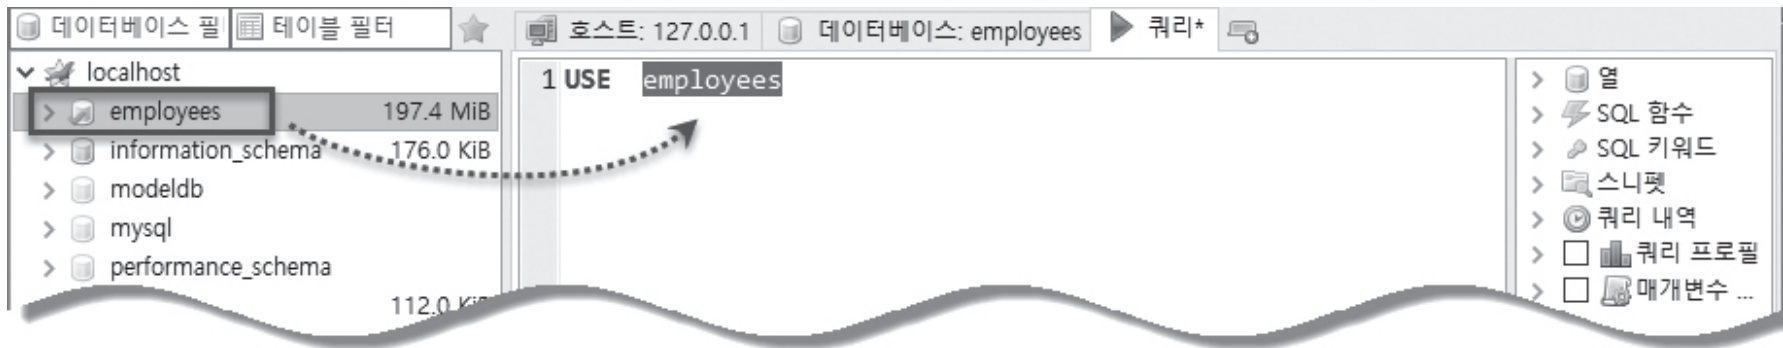 데이터베이스 필 테이블 필터
localhost
employees 197.4 MiB
information_schema 176.0 KiB
modeldb
mysql
performance_schema
112.0
호스트: 127.0.0.1 데이터베이스: employees 쿼리*
1 USE employees
열
SQL 함수
SQL 키워드
스니펫
쿼리 내역
쿼리 프로필
매개변수 ...